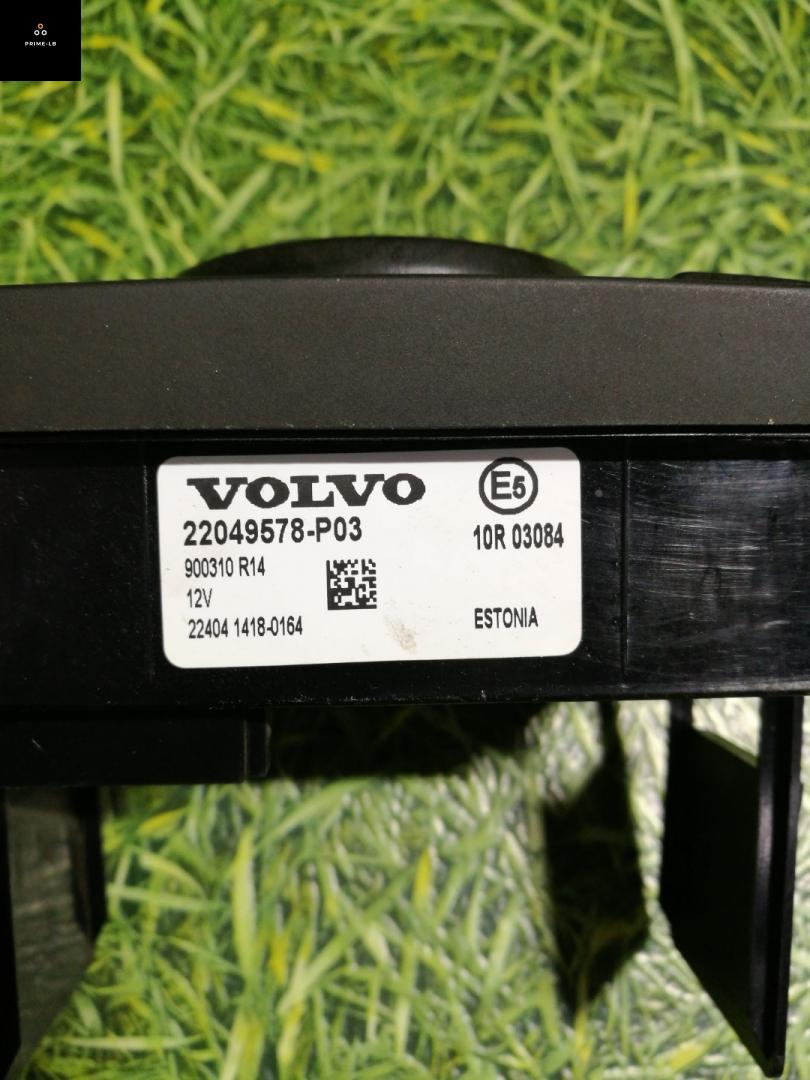 PRIME-LB
VOLVO
22049578-P03
900310 R14
12V
22404 1418-0164
E5
10R 03084
ESTONIA